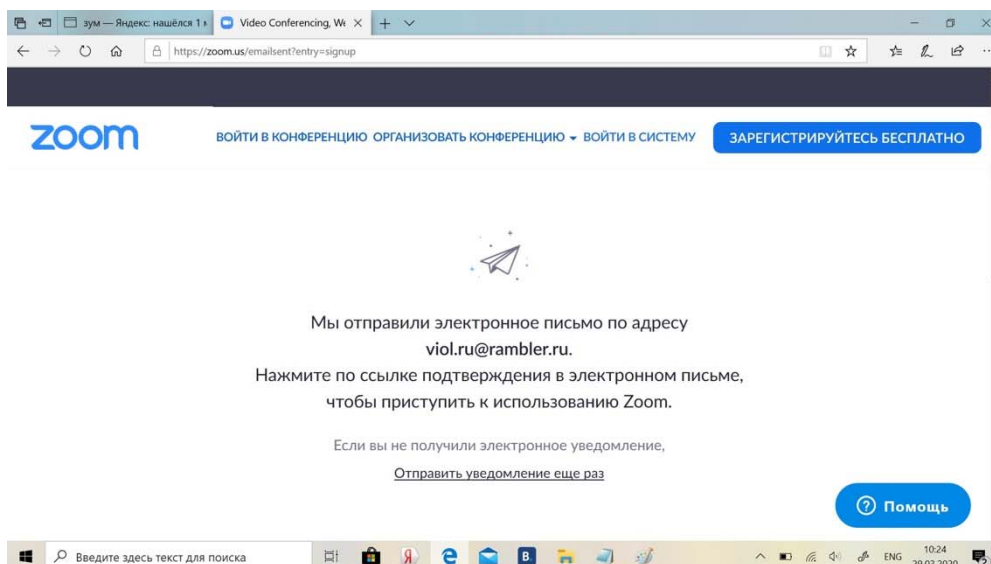 зум — Яндекс: нашёлся 1 м
Video Conferencing, We
https://zoom.us/emailsent?entry=signup
zoom
ВОЙТИ В КОНФЕРЕНЦИЮ ОРГАНИЗОВАТЬ КОНФЕРЕНЦИЮ ВОЙТИ В СИСТЕМУ ЗАРЕГИСТРИРУЙТЕСЬ БЕСПЛАТНО
Мы отправили электронное письмо по адресу
viol.ru@rambler.ru.
Нажмите по ссылке подтверждения в электронном письме,
чтобы приступить к использованию Zoom.
Если вы не получили электронное уведомление,
Отправить уведомление еще раз
Помощь
Введите здесь текст для поиска
ENG
10:24
29.03.2020